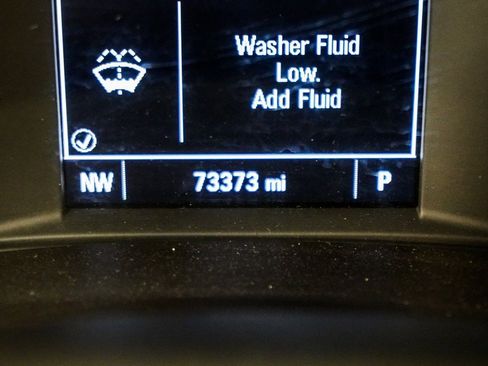 Washer Fluid
Low.
Add Fluid
NW 73373 mi P